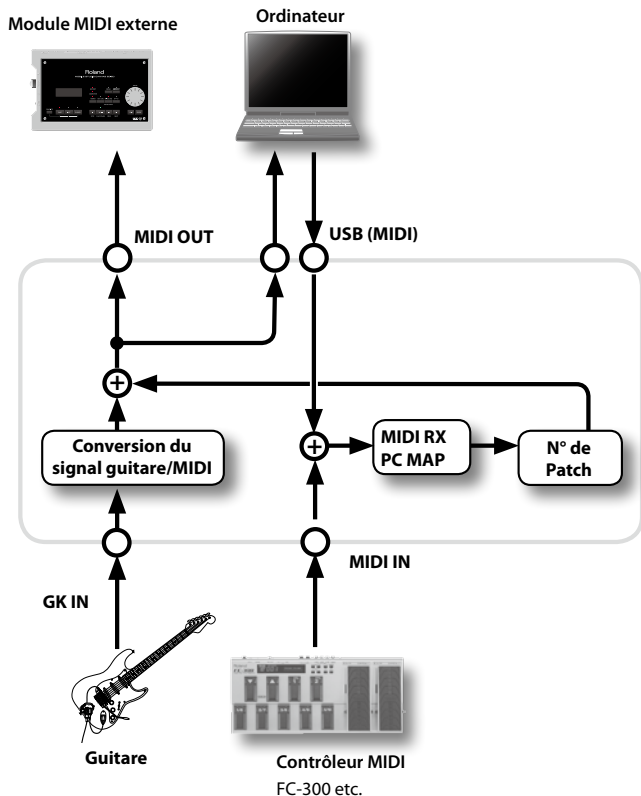 Module MIDI externe
Ordinateur
Roland
MIDI OUT
USB (MIDI)
Conversion du
signal guitare/MIDI
MIDI RX
PC MAP
N° de
Patch
GK IN
MIDI IN
Guitare
Contrôleur MIDI
FC-300 etc.